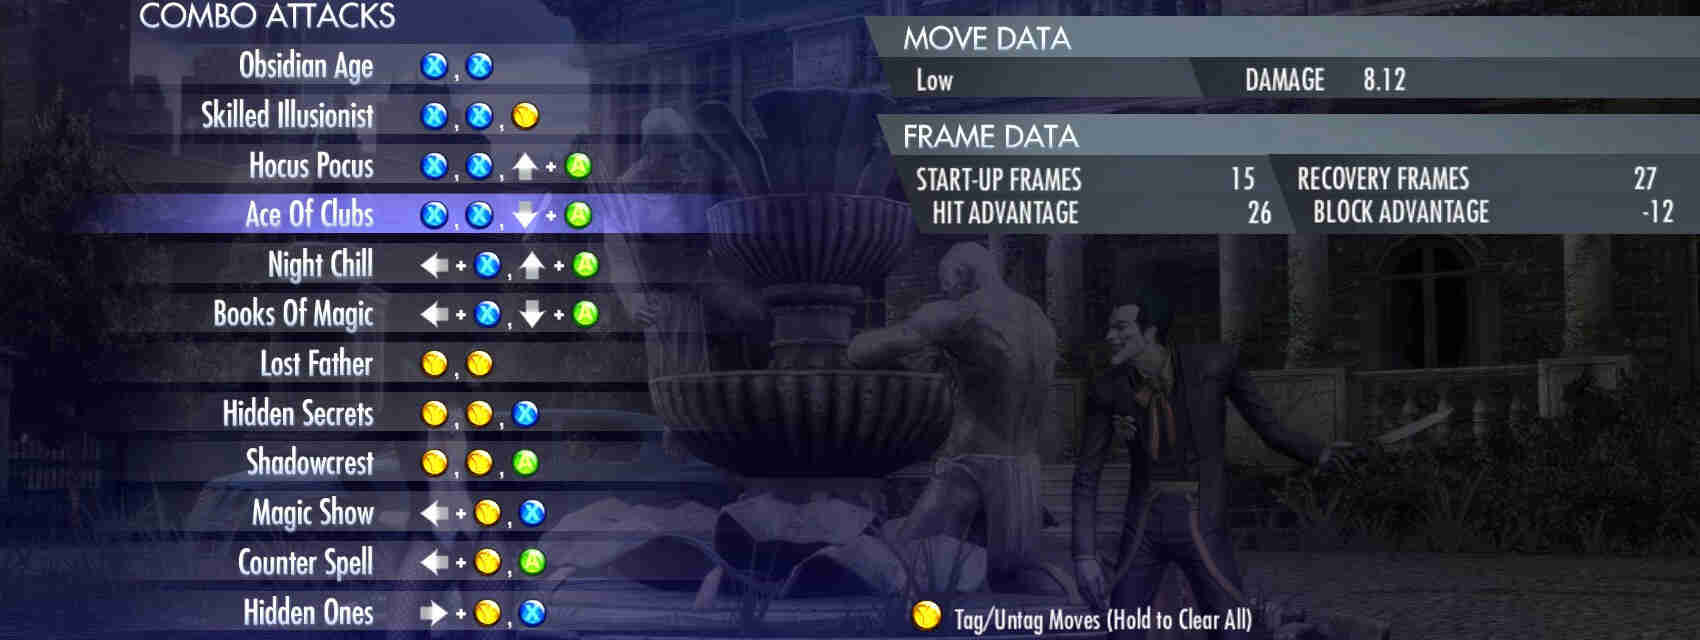 COMBO ATTACKS
Obsidian Age X, X
Skilled Illusionist X, X, Y
Hocus Pocus X, X, ⬆ + A
Ace Of Clubs X, X, ⬇ + A
Night Chill ⬅ + X, ⬆ + A
Books Of Magic ⬅ + X, ⬇ + A
Lost Father Y, Y
Hidden Secrets Y, Y, X
Shadowcrest Y, Y, A
Magic Show ⬅ + Y, X
Counter Spell ⬅ + Y, A
Hidden Ones ➡ + Y, X
MOVE DATA
Low DAMAGE 8.12
FRAME DATA
START-UP FRAMES 15 RECOVERY FRAMES 27
HIT ADVANTAGE 26 BLOCK ADVANTAGE -12
Y Tag/Untag Moves (Hold to Clear All)